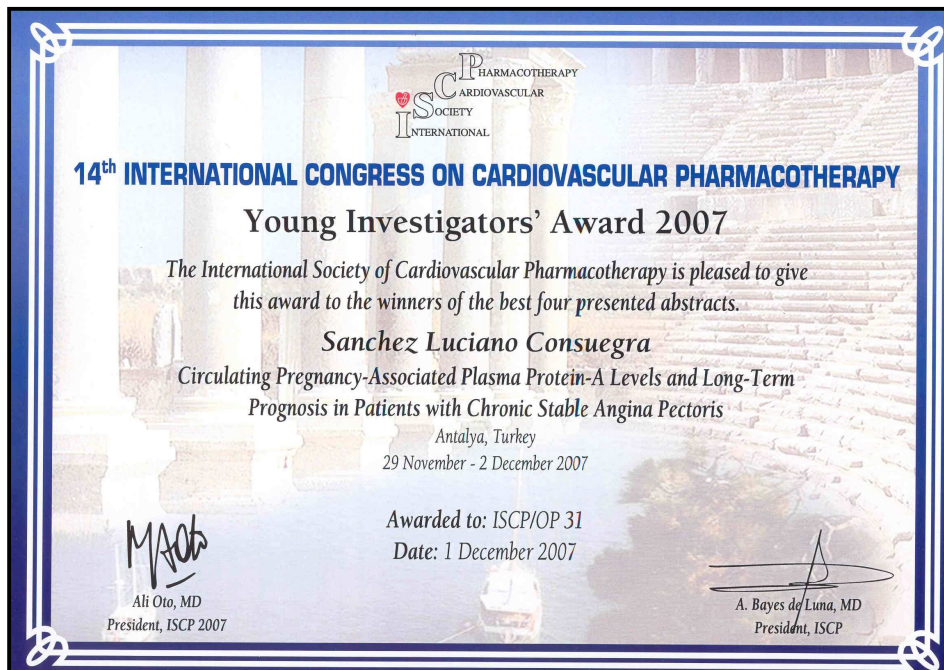 PHARMACOTHERAPY
CARDIOVASCULAR
SOCIETY
INTERNATIONAL
14th INTERNATIONAL CONGRESS ON CARDIOVASCULAR PHARMACOTHERAPY
Young Investigators' Award 2007
The International Society of Cardiovascular Pharmacotherapy is pleased to give
this award to the winners of the best four presented abstracts.
Sanchez Luciano Consuegra
Circulating Pregnancy-Associated Plasma Protein-A Levels and Long-Term
Prognosis in Patients with Chronic Stable Angina Pectoris
Antalya, Turkey
29 November - 2 December 2007
Awarded to: ISCP/OP 31
Date: 1 December 2007
Ali Oto, MD
President, ISCP 2007
A. Bayes de Luna, MD
President, ISCP